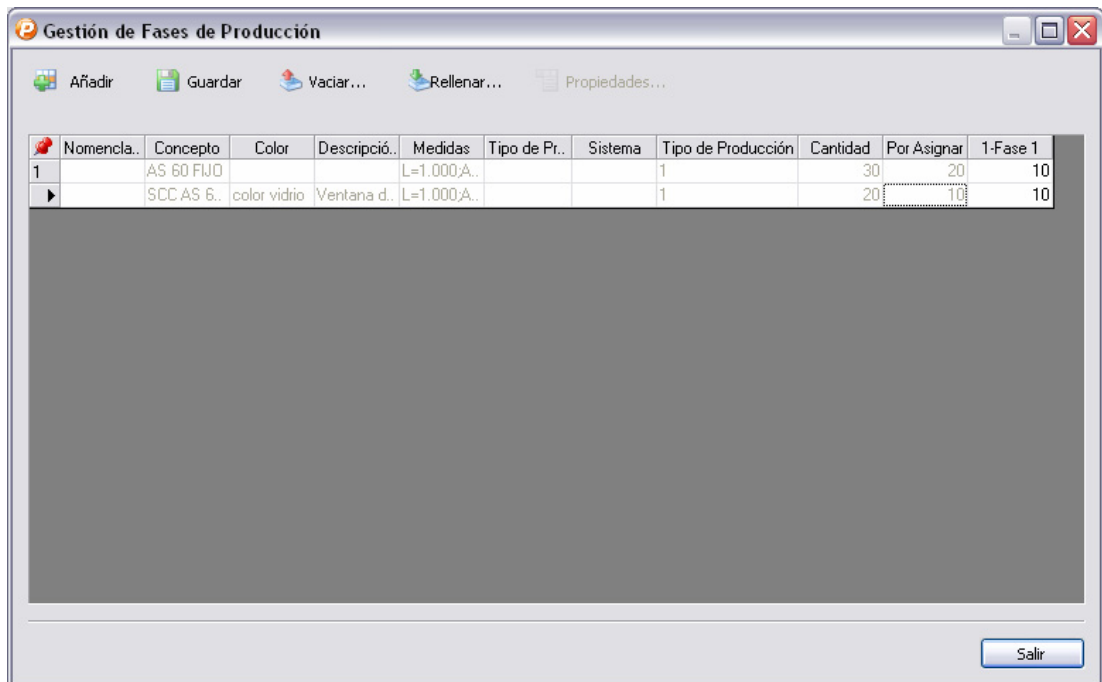 Gestión de Fases de Producción
Añadir Guardar Vaciar... Rellenar... Propiedades...
Nomencla.. Concepto Color Descripció.. Medidas Tipo de Pr.. Sistema Tipo de Producción Cantidad Por Asignar 1-Fase 1
1 AS 60 FIJO L=1.000;A.. 1 30 20 10
SCC AS 6.. color vidrio Ventana d.. L=1.000;A.. 1 20 10 10
Salir